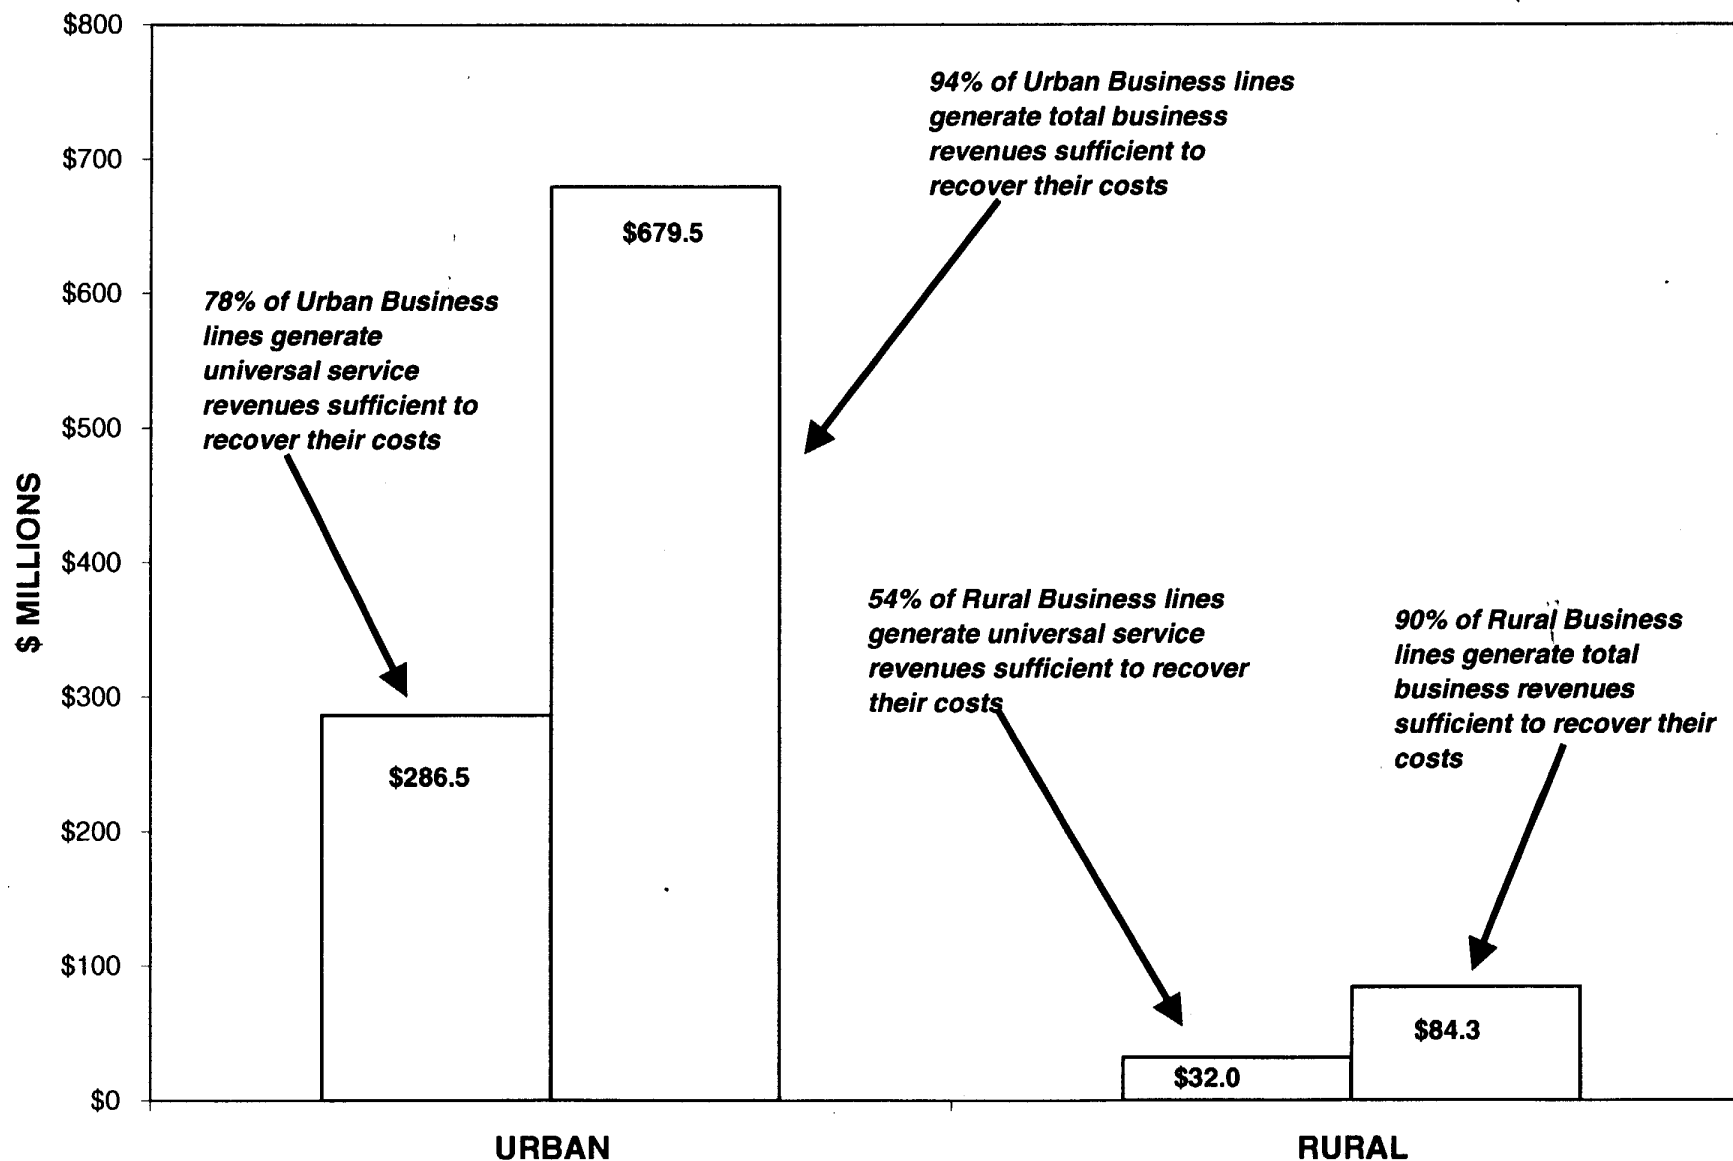 $800
$700
$600
$500
$400
$300
$200
$100
$0
$ MILLIONS
78% of Urban Business
lines generate
universal service
revenues sufficient to
recover their costs
$286.5
$679.5
94% of Urban Business lines
generate total business
revenues sufficient to
recover their costs
54% of Rural Business lines
generate universal service
revenues sufficient to recover
their costs
$32.0
90% of Rural Business
lines generate total
business revenues
sufficient to recover their
costs
$84.3
URBAN
RURAL